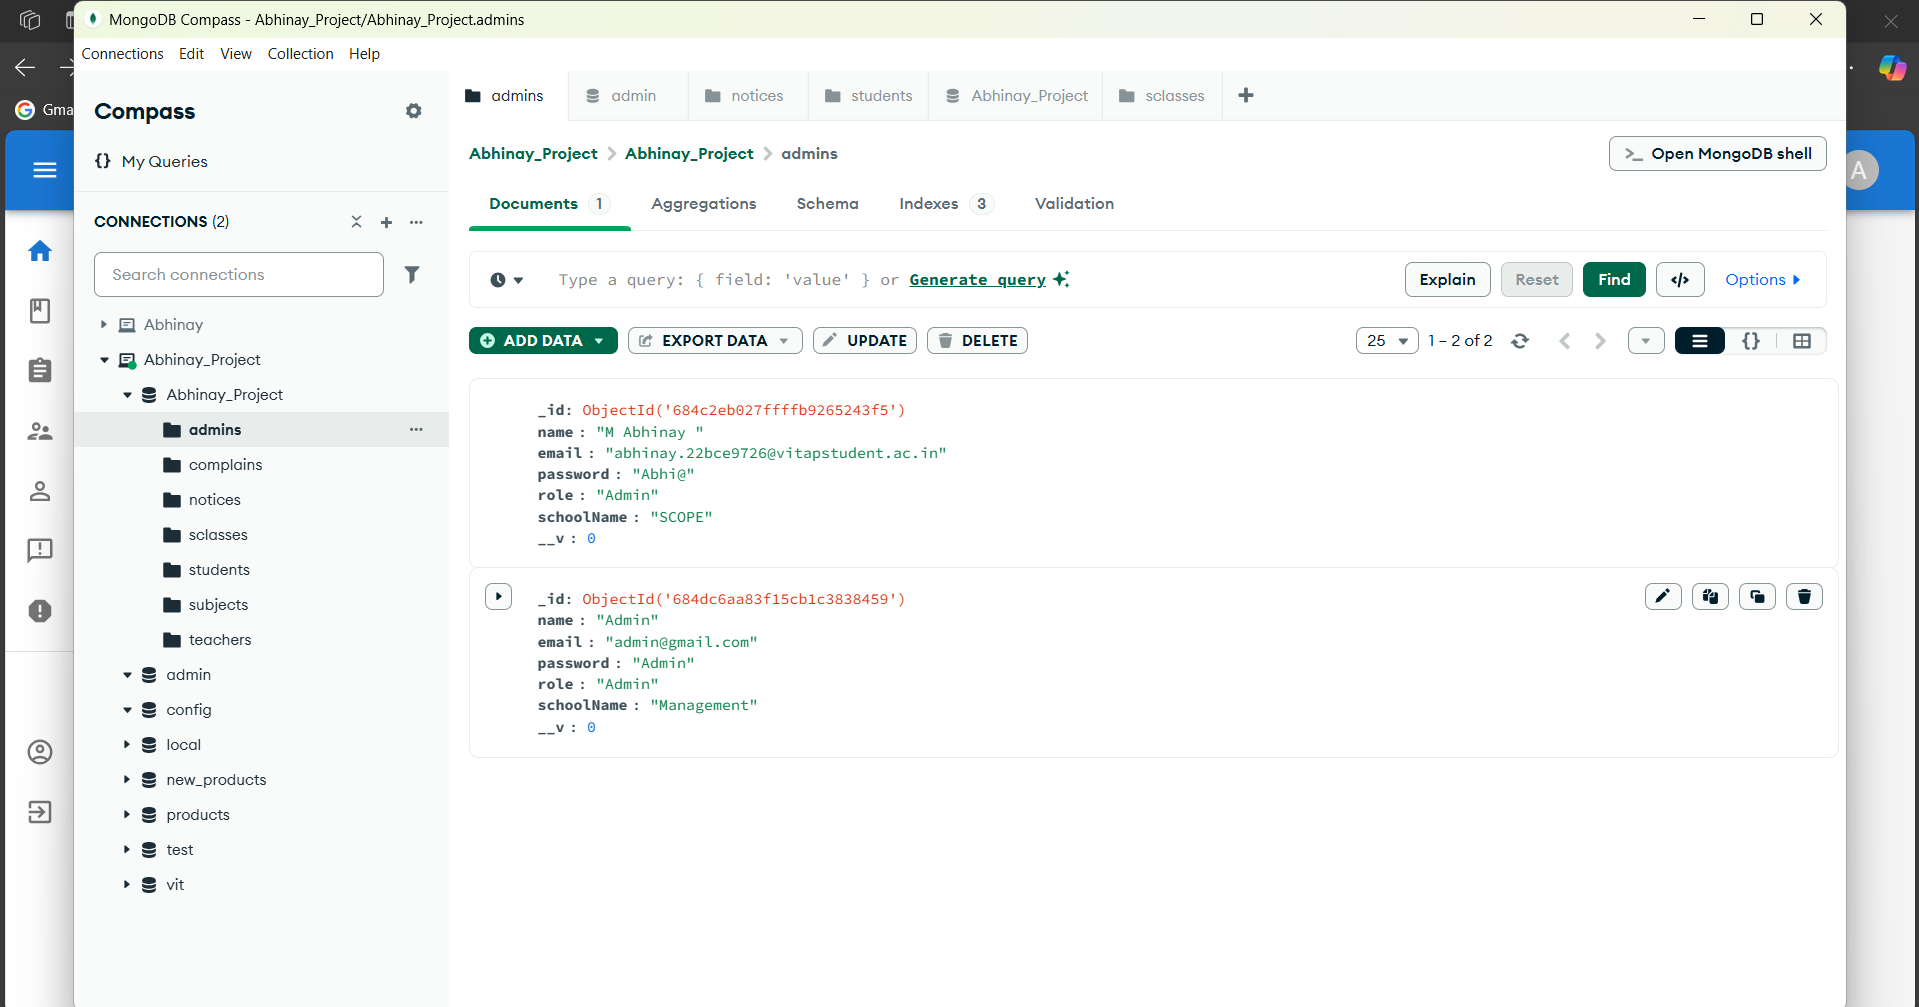 MongoDB Compass - Abhinay_Project/Abhinay_Project.admins
Connections Edit View Collection Help
Gma
Compass
My Queries
CONNECTIONS (2)
Search connections
Abhinay
Abhinay_Project
Abhinay_Project
admins
complains
notices
sclasses
students
subjects
teachers
admin
config
local
new_products
products
test
vit
admins admin notices students Abhinay_Project sclasses
Abhinay_Project > Abhinay_Project > admins
>_ Open MongoDB shell
A
Documents 1 Aggregations Schema Indexes 3 Validation
Type a query: { field: 'value' } or Generate query
Explain Reset Find </> Options
ADD DATA EXPORT DATA UPDATE DELETE
25 1 – 2 of 2 {}
_id: ObjectId('684c2eb027ffffb9265243f5')
name : "M Abhinay "
email : "abhinay.22bce9726@vitapstudent.ac.in"
password : "Abhi@"
role : "Admin"
schoolName : "SCOPE"
__v : 0
_id: ObjectId('684dc6aa83f15cb1c3838459')
name : "Admin"
email : "admin@gmail.com"
password : "Admin"
role : "Admin"
schoolName : "Management"
__v : 0